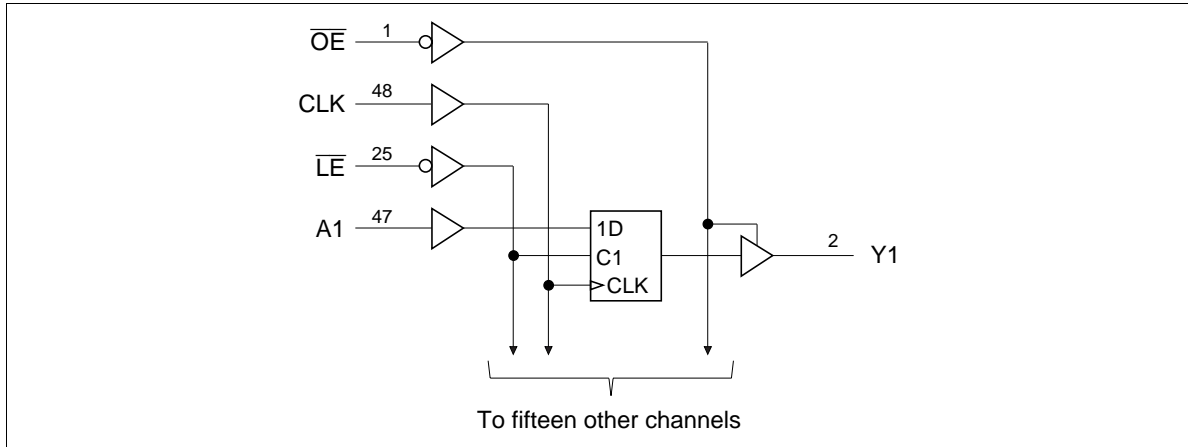 OE 1
CLK 48
LE 25
A1 47
1D
C1
CLK
2 Y1
To fifteen other channels